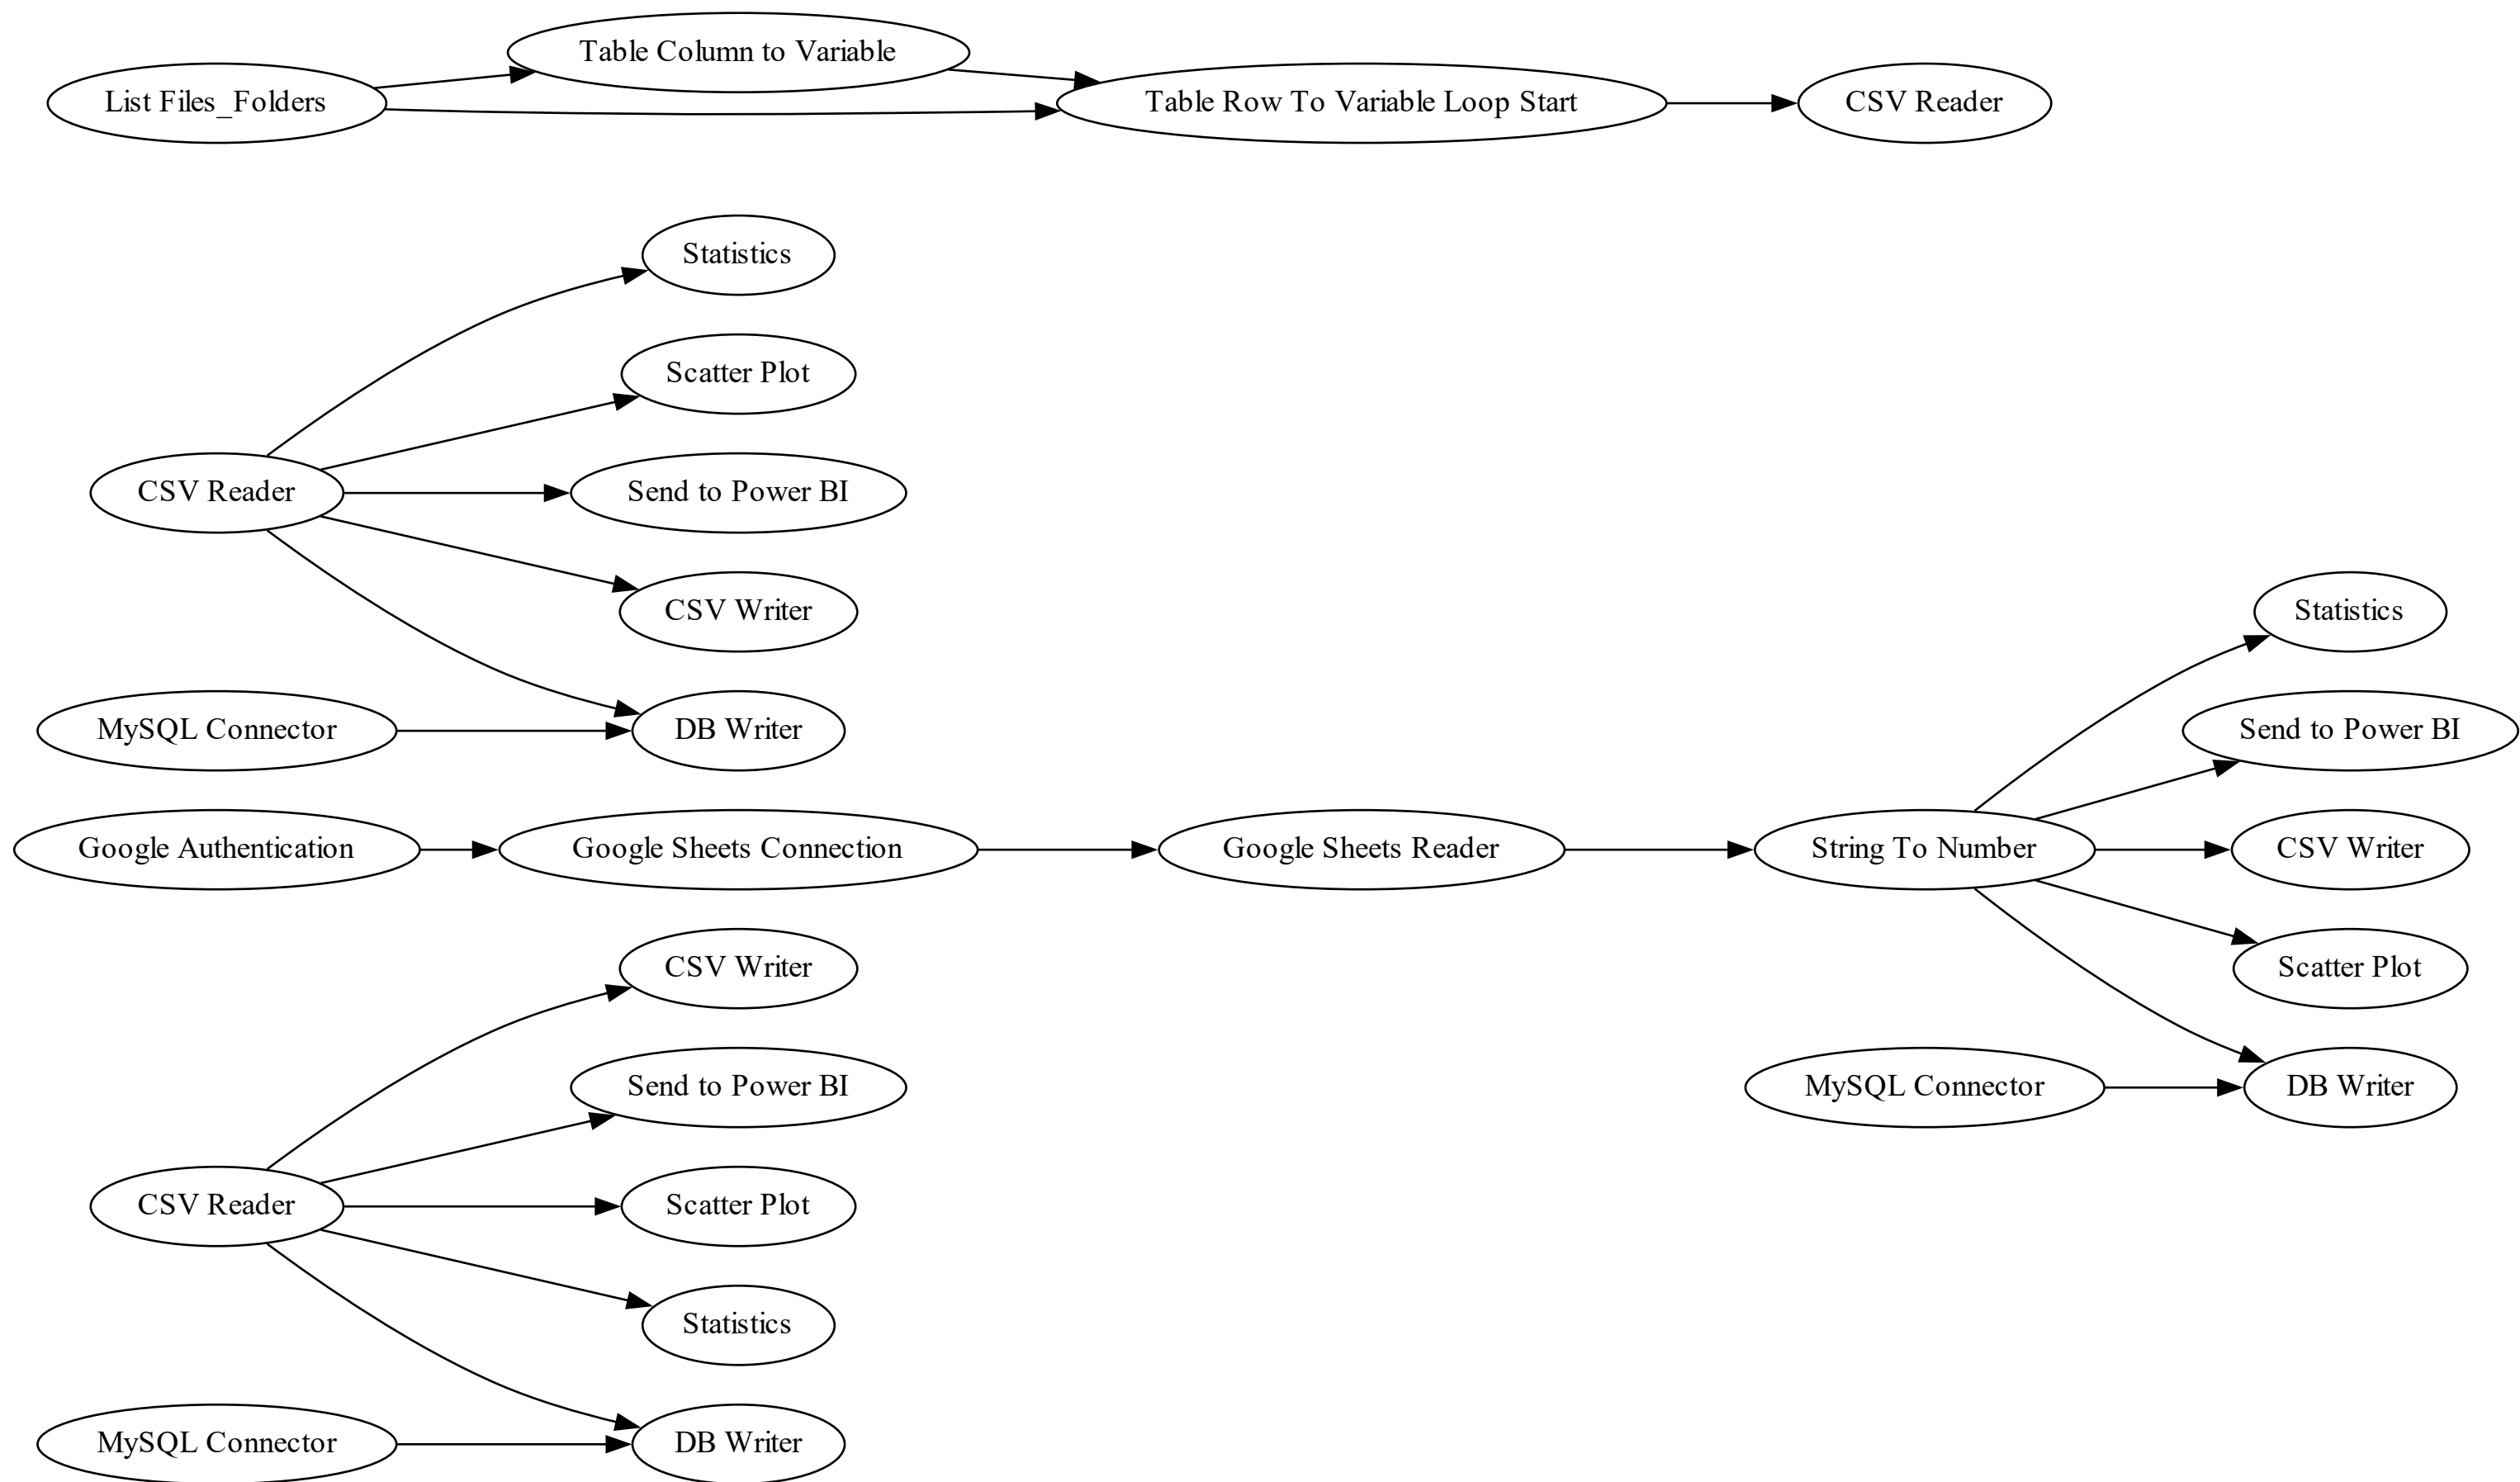 Table Column to Variable
List Files_Folders
Table Row To Variable Loop Start
CSV Reader
Statistics
Scatter Plot
CSV Reader
Send to Power BI
CSV Writer
MySQL Connector
DB Writer
Google Authentication
Google Sheets Connection
Google Sheets Reader
String To Number
Statistics
Send to Power BI
CSV Writer
Scatter Plot
MySQL Connector
DB Writer
CSV Writer
Send to Power BI
CSV Reader
Scatter Plot
Statistics
MySQL Connector
DB Writer